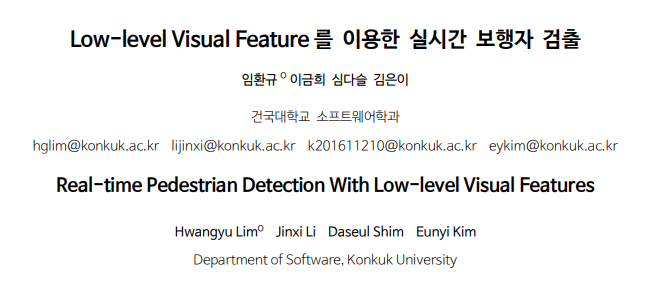 Low-level Visual Feature 를 이용한 실시간 보행자 검출
임환규 ᴼ 이금희 심다슬 김은이
건국대학교 소프트웨어학과
hglim@konkuk.ac.kr lijinxi@konkuk.ac.kr k201611210@konkuk.ac.kr eykim@konkuk.ac.kr
Real-time Pedestrian Detection With Low-level Visual Features
Hwangyu Limᴼ Jinxi Li Daseul Shim Eunyi Kim
Department of Software, Konkuk University